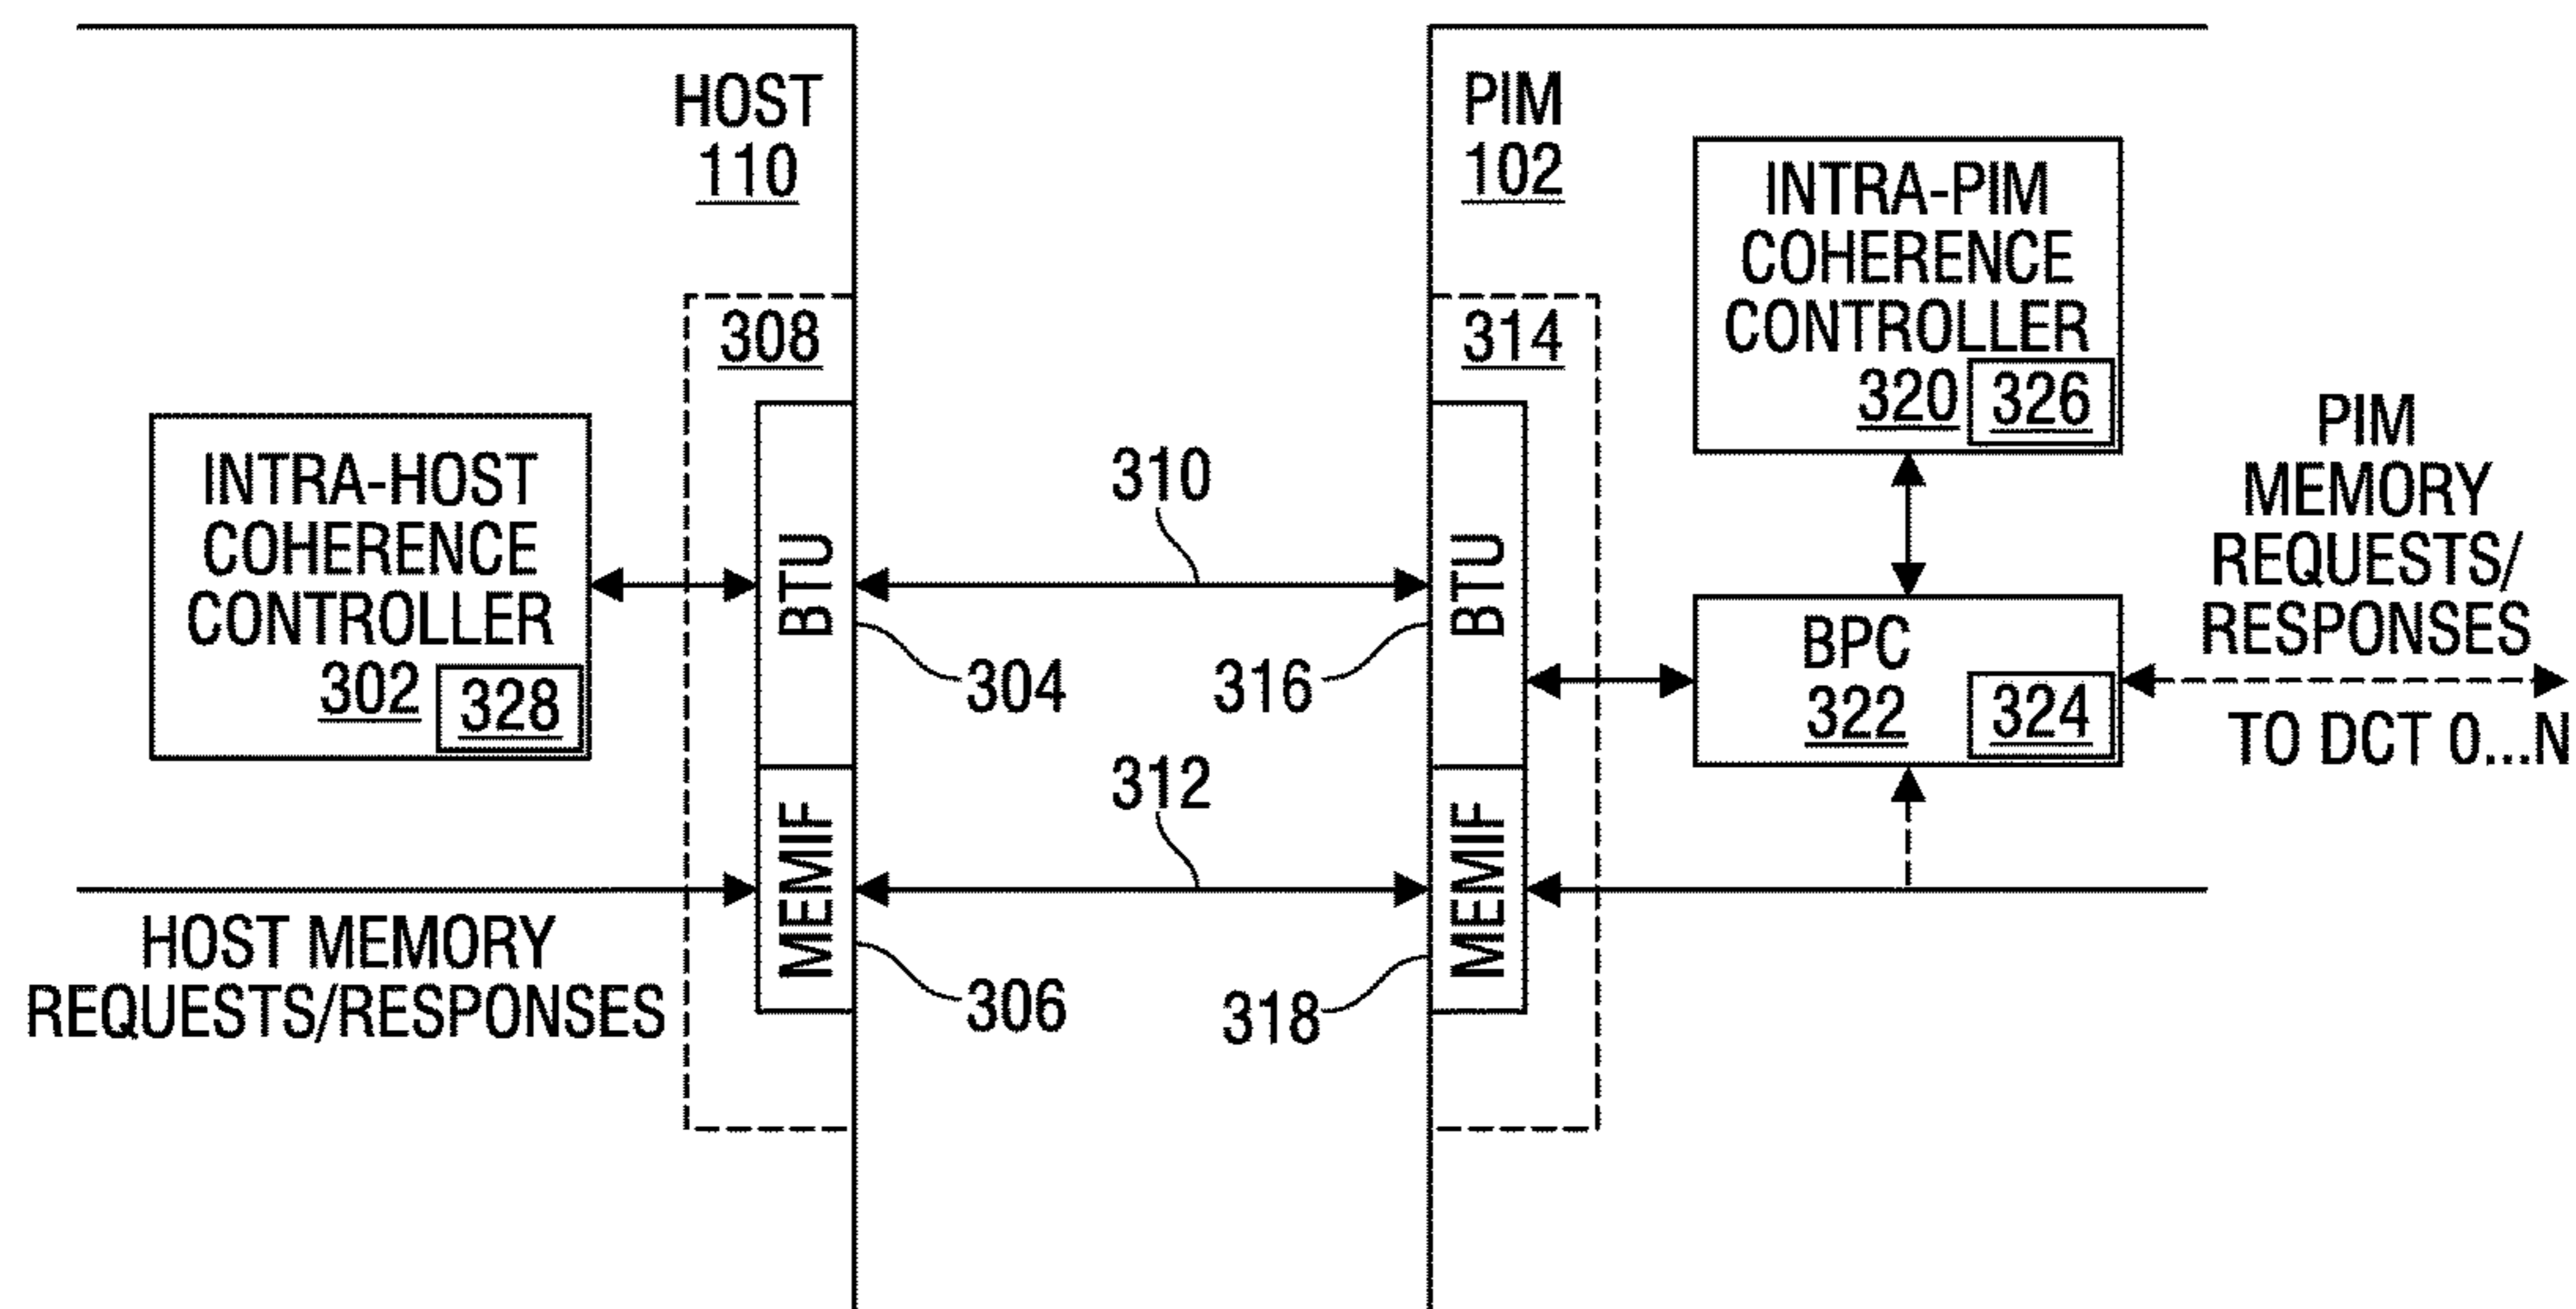 HOST
110
PIM
102
INTRA-PIM
COHERENCE
CONTROLLER
320
326
308
314
INTRA-HOST
COHERENCE
CONTROLLER
302
328
BTU
310
BTU
304
316
BPC
322
324
PIM
MEMORY
REQUESTS/
RESPONSES
TO DCT 0...N
MEMIF
312
MEMIF
306
318
HOST MEMORY
REQUESTS/RESPONSES